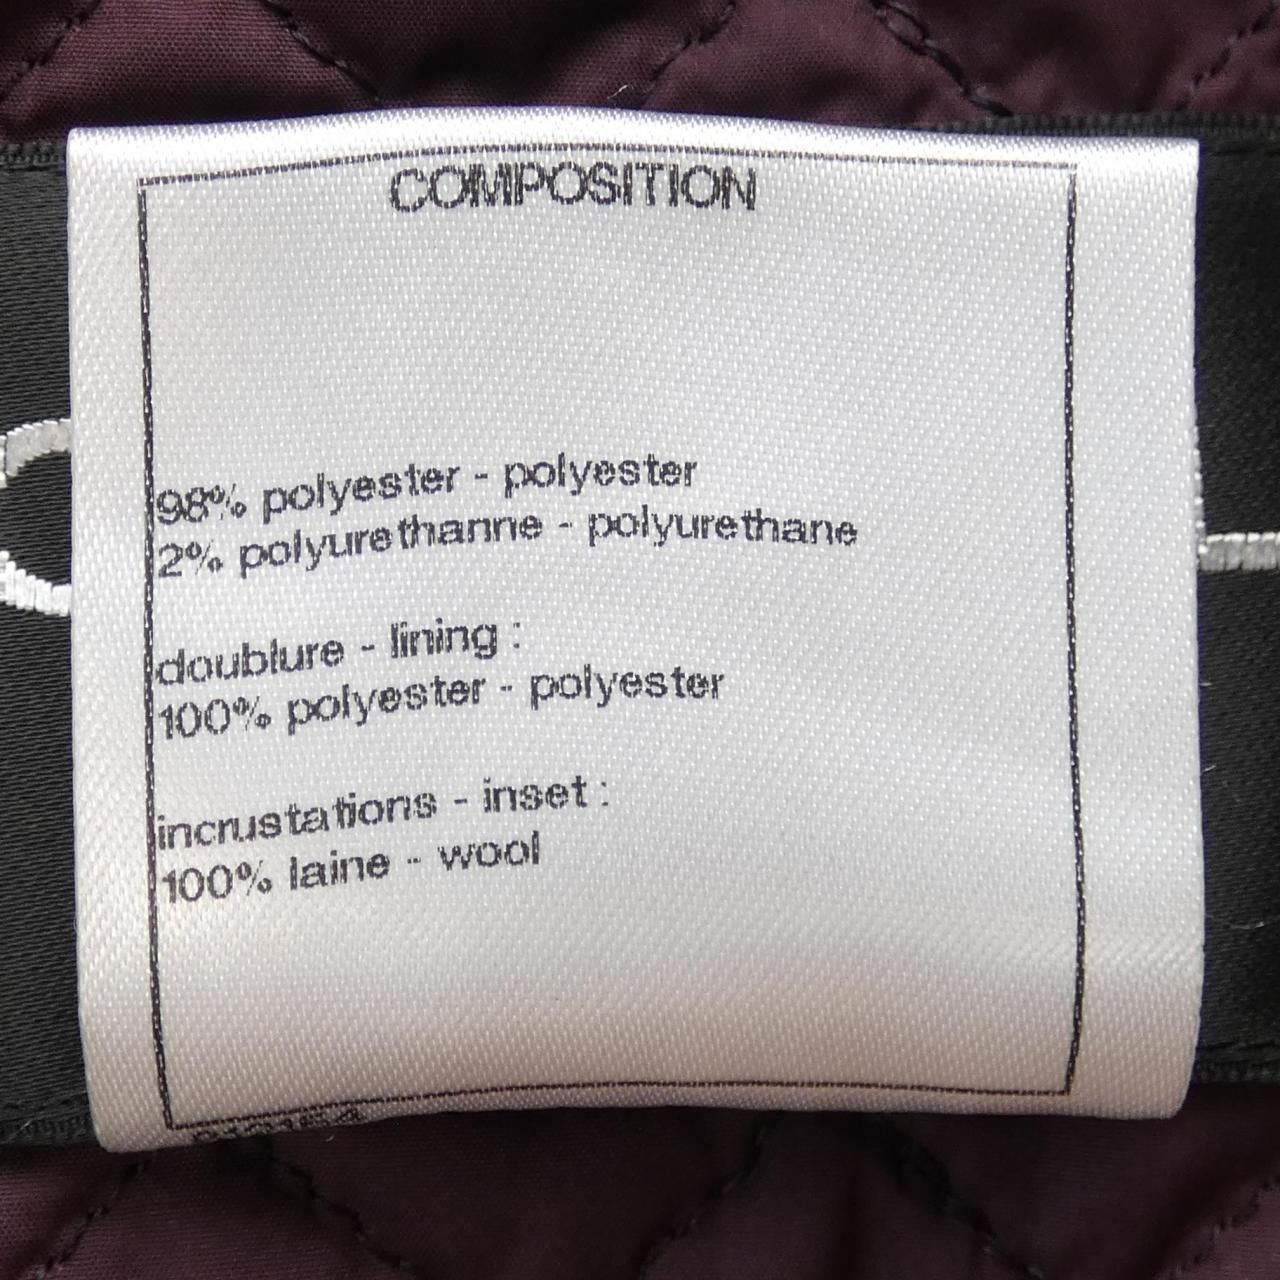 COMPOSITION
98% polyester - polyester
2% polyurethanne - polyurethane
doublure - lining :
100% polyester - polyester
incrustations - inset :
100% laine - wool